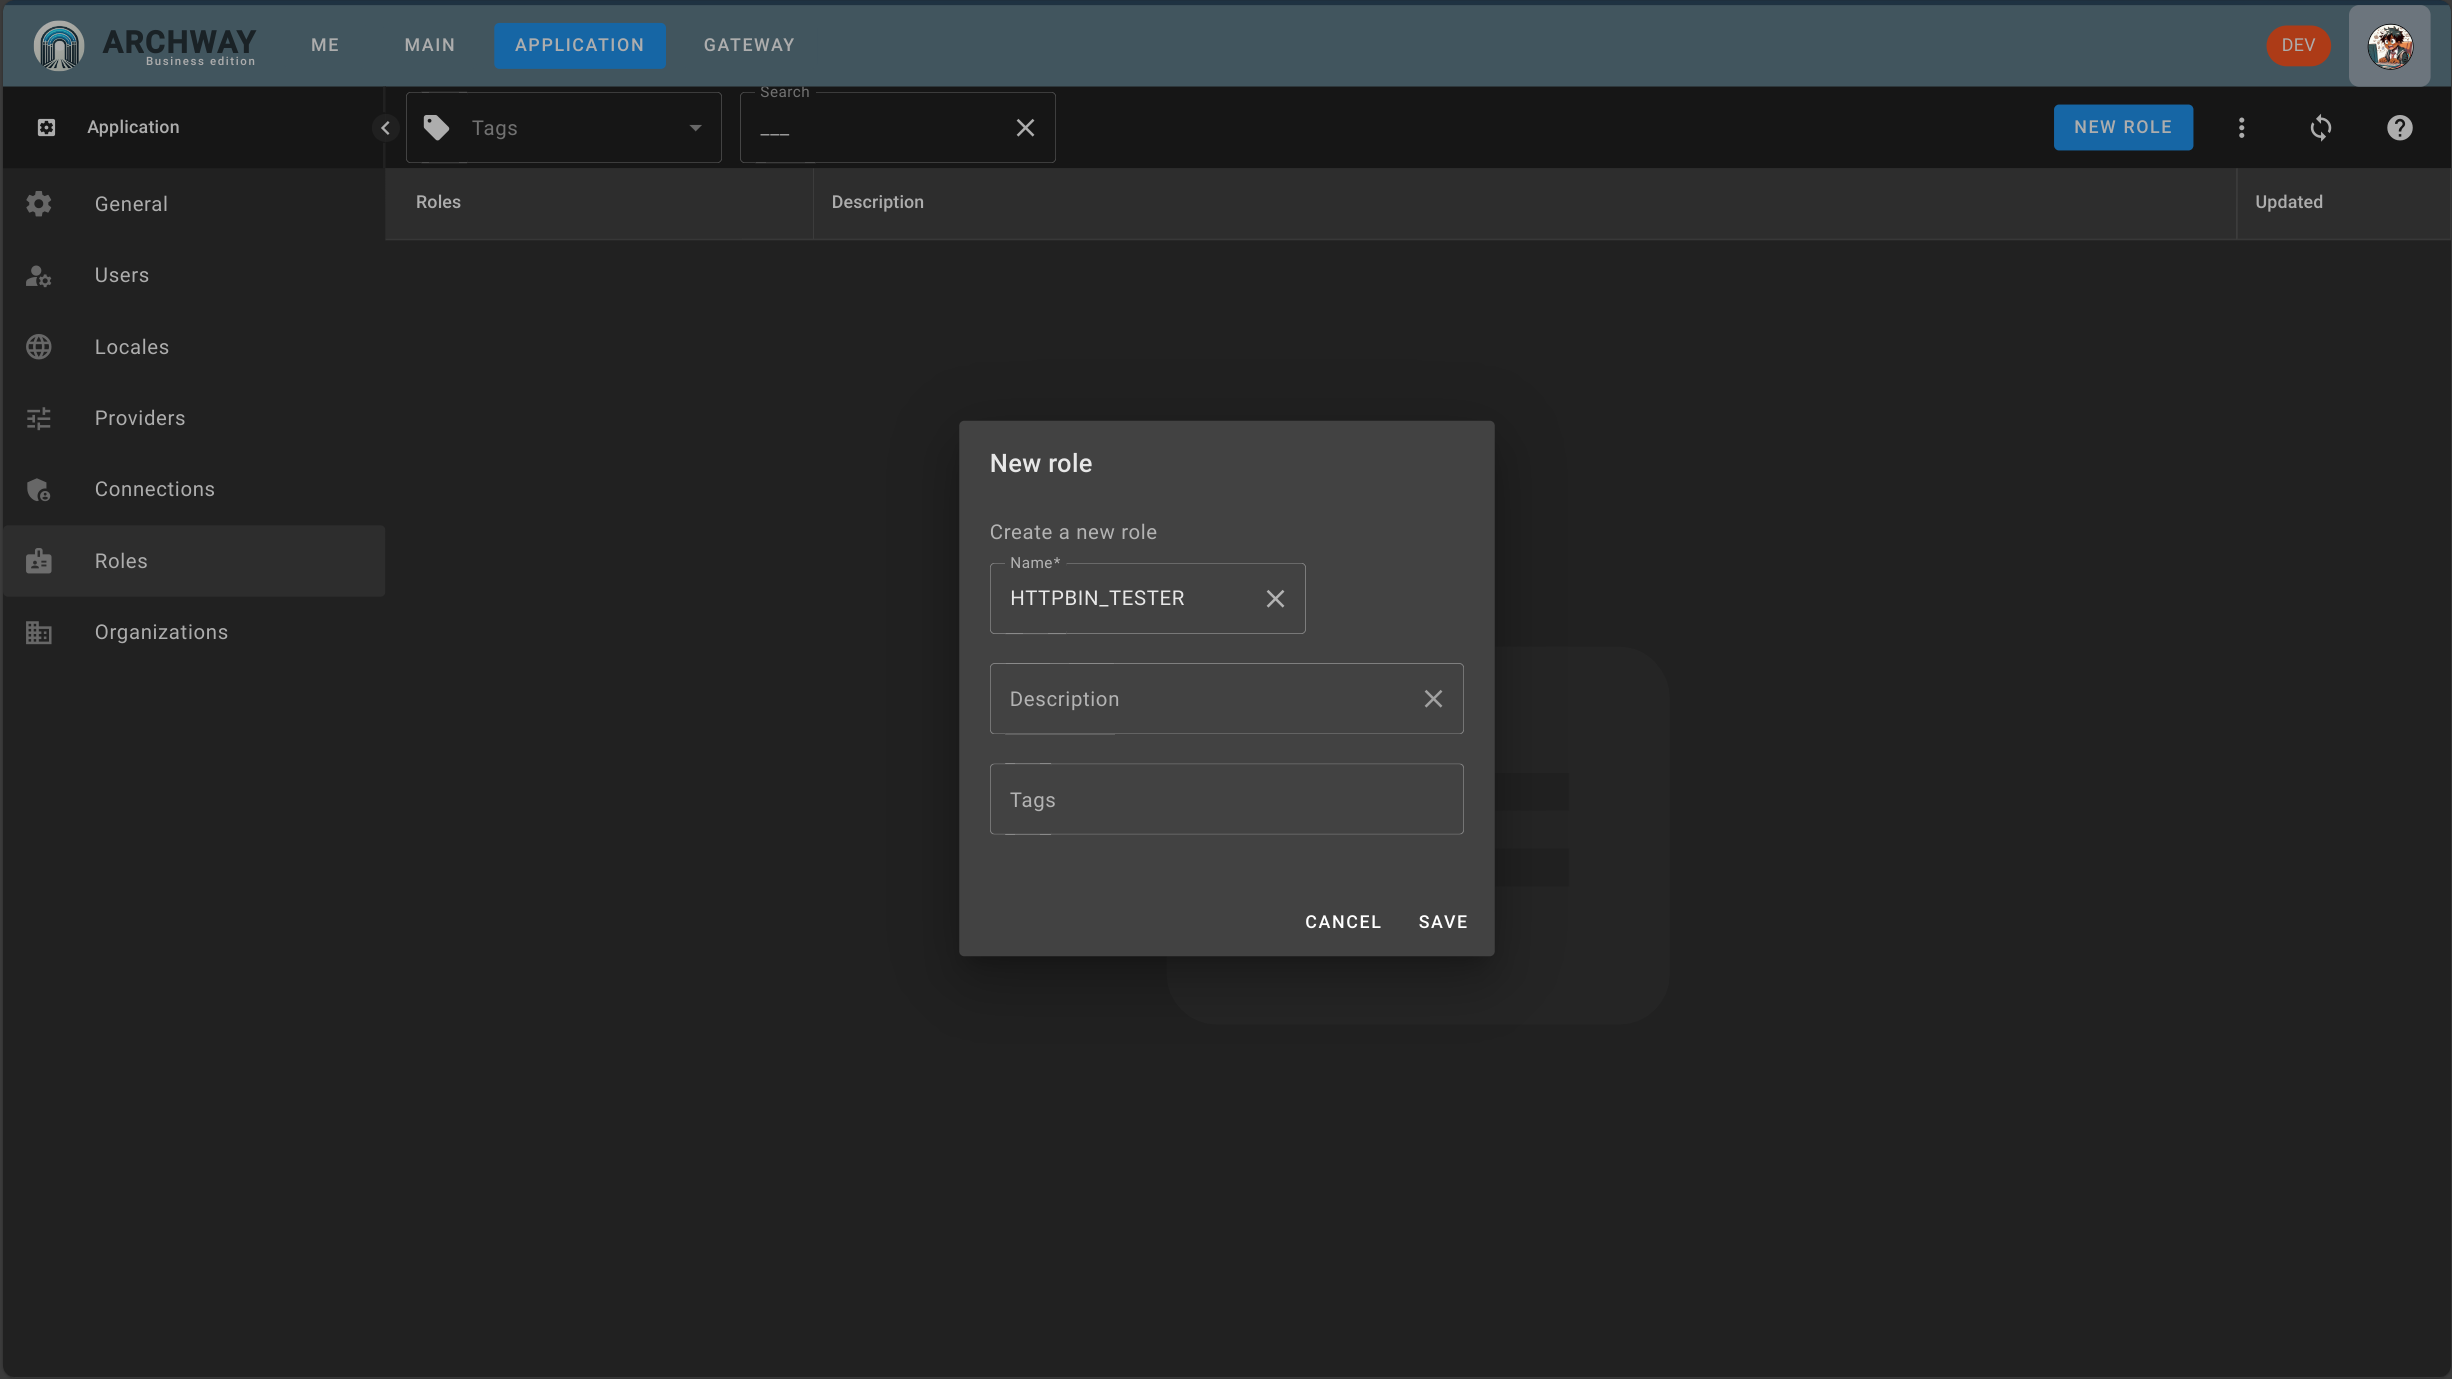 ARCHWAY
Business edition
ME
MAIN
APPLICATION
GATEWAY
DEV
Application
Tags
Search
___
NEW ROLE
General
Users
Locales
Providers
Connections
Roles
Organizations
Roles
Description
Updated
New role
Create a new role
Name*
HTTPBIN_TESTER
Description
Tags
CANCEL
SAVE